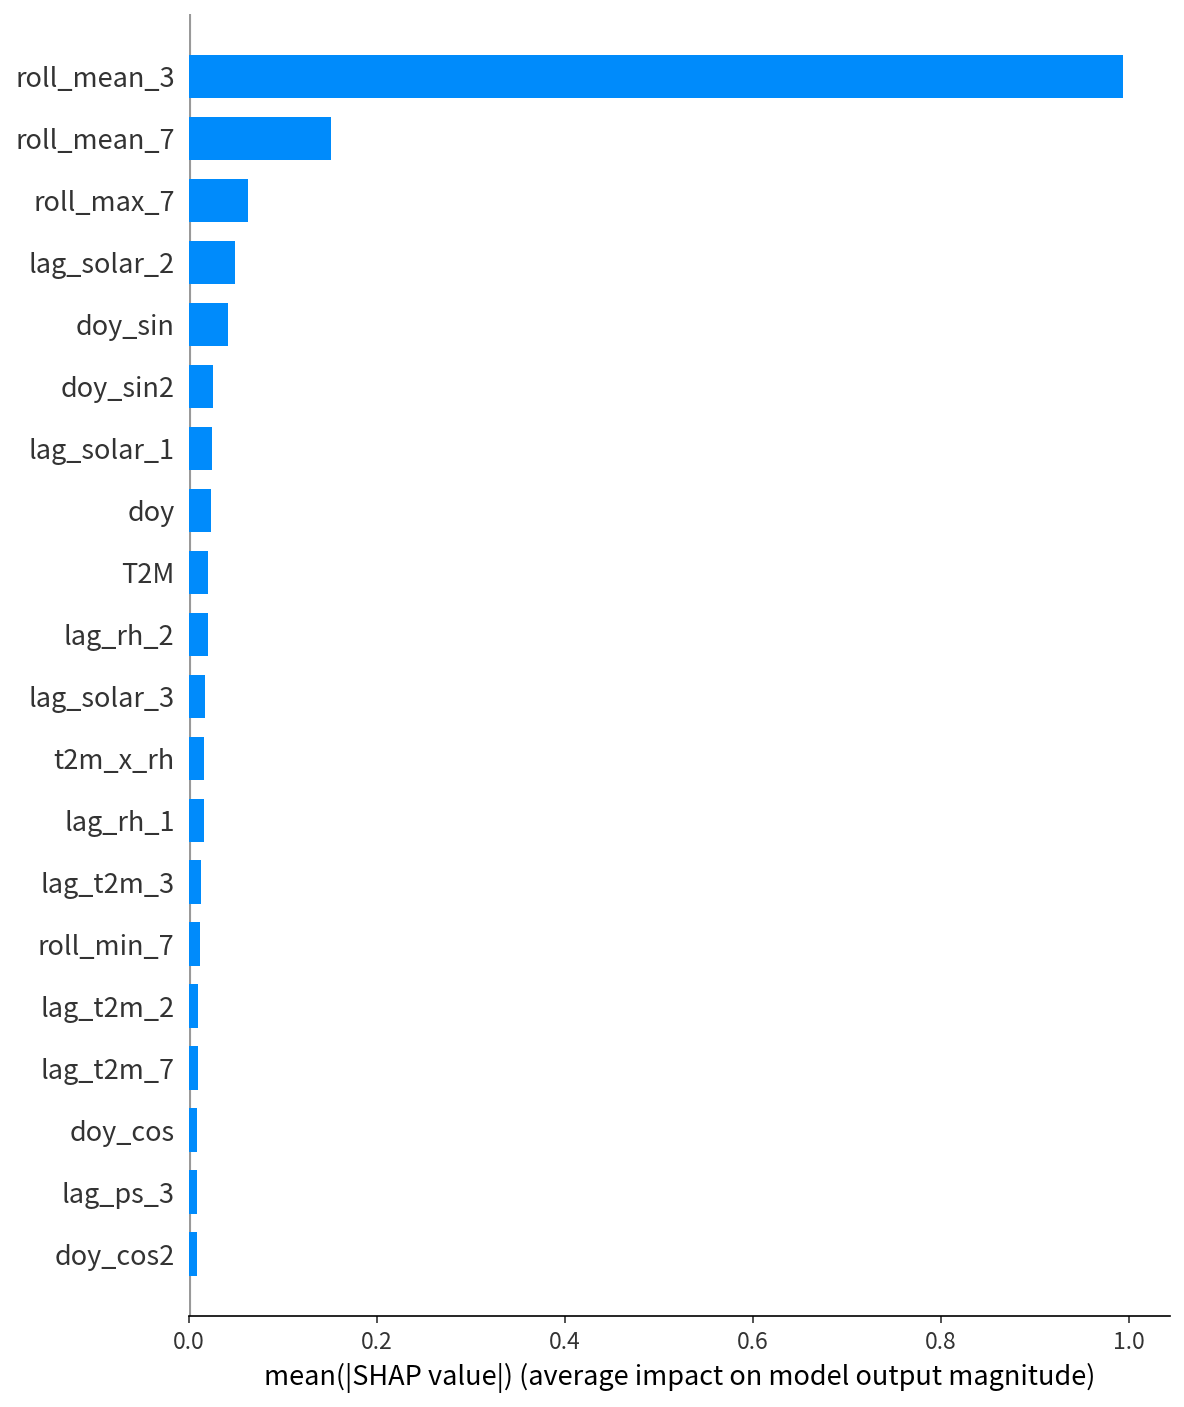 roll_mean_3
roll_mean_7
roll_max_7
lag_solar_2
doy_sin
doy_sin2
lag_solar_1
doy
T2M
lag_rh_2
lag_solar_3
t2m_x_rh
lag_rh_1
lag_t2m_3
roll_min_7
lag_t2m_2
lag_t2m_7
doy_cos
lag_ps_3
doy_cos2
0.0 0.2 0.4 0.6 0.8 1.0
mean(|SHAP value|) (average impact on model output magnitude)